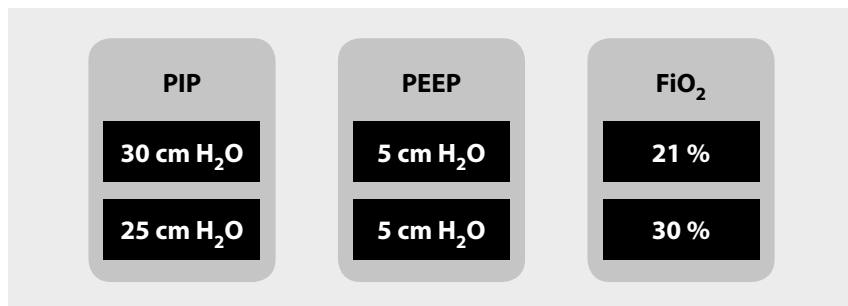 PIP
30 cm H₂O
25 cm H₂O
PEEP
5 cm H₂O
5 cm H₂O
FiO₂
21 %
30 %